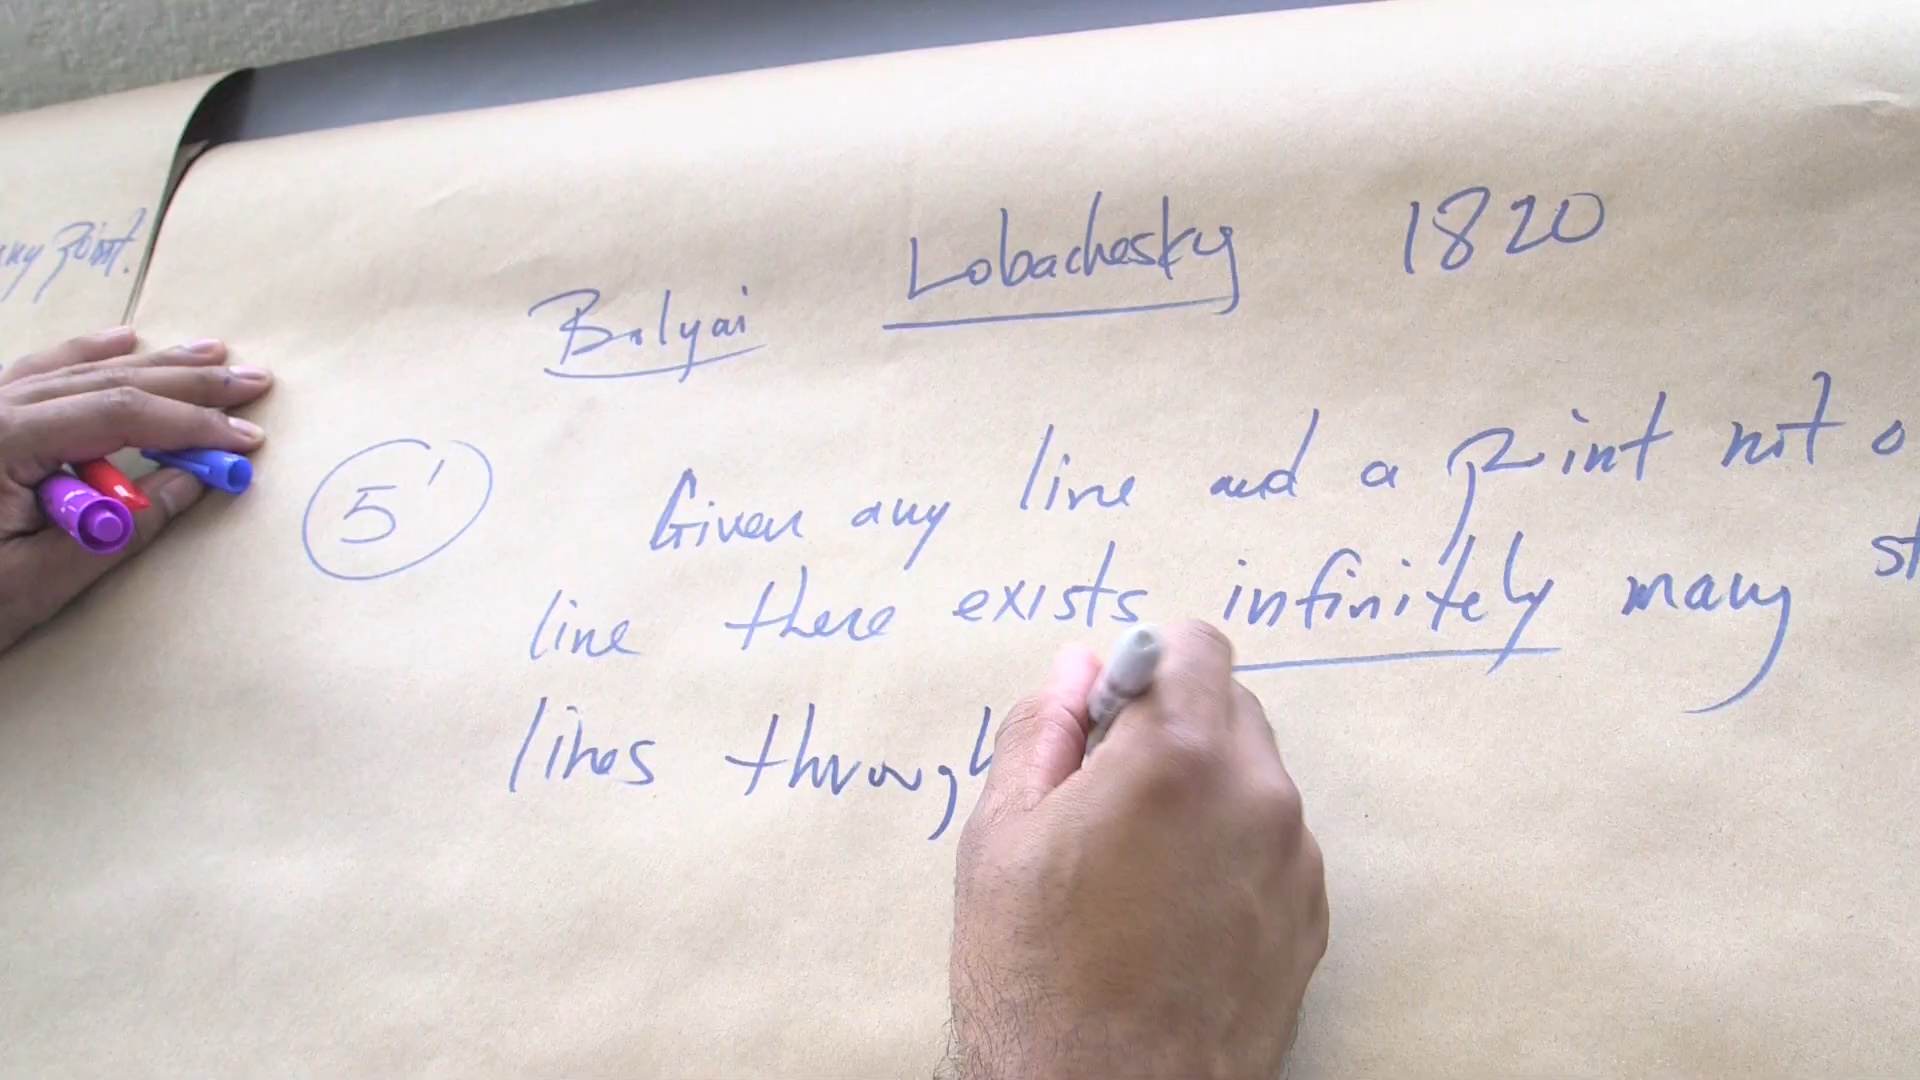 any point.
Bolyai Lobachesky 1820
5' Given any line and a point not o
line there exists infinitely many st
lines through